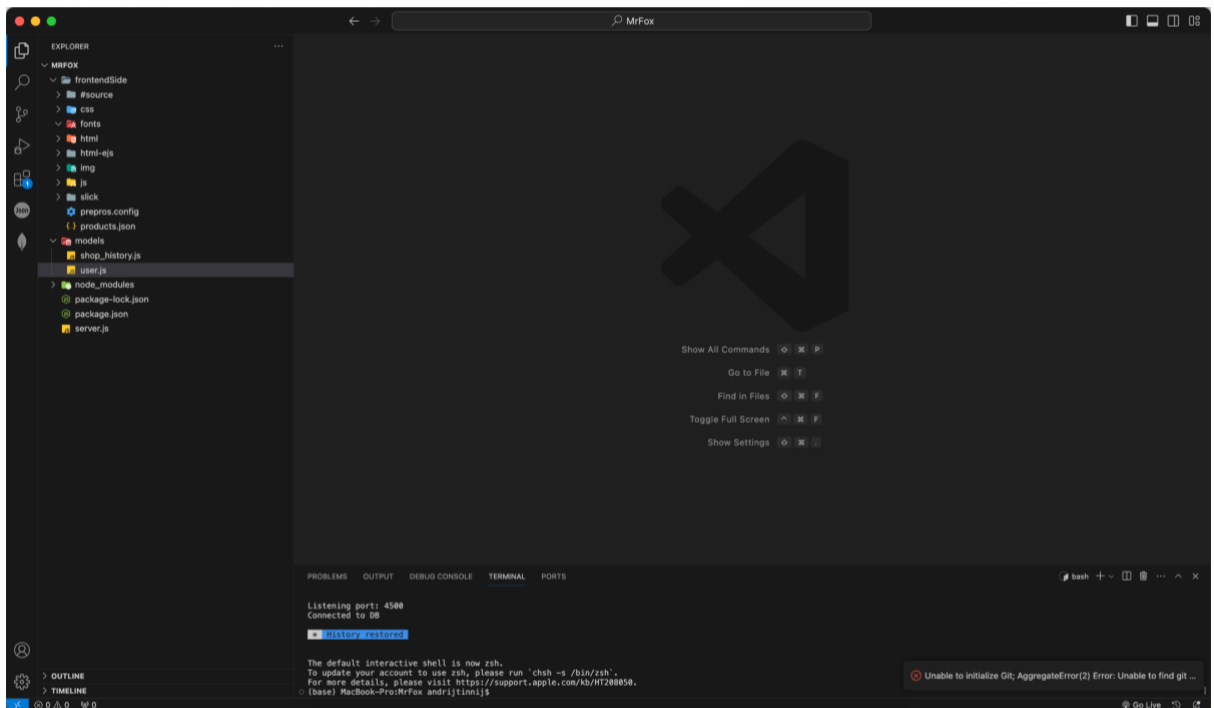 MrFox
EXPLORER
MRFOX
frontendSide
#source
css
fonts
html
html-ejs
img
js
slick
prepros.config
products.json
models
shop_history.js
user.js
node_modules
package-lock.json
package.json
server.js
Show All Commands ⇧ ⌘ P
Go to File ⌘ T
Find in Files ⇧ ⌘ F
Toggle Full Screen ^ ⌘ F
Show Settings ⇧ ⌘
PROBLEMS OUTPUT DEBUG CONSOLE TERMINAL PORTS
bash
Listening port: 4500
Connected to DB
* History restored
The default interactive shell is now zsh.
To update your account to use zsh, please run `chsh -s /bin/zsh`.
For more details, please visit https://support.apple.com/kb/HT208050.
(base) MacBook-Pro:MrFox andrijtinnij$
Unable to initialize Git; AggregateError(2) Error: Unable to find git ...
OUTLINE
TIMELINE
0 0 0 Go Live